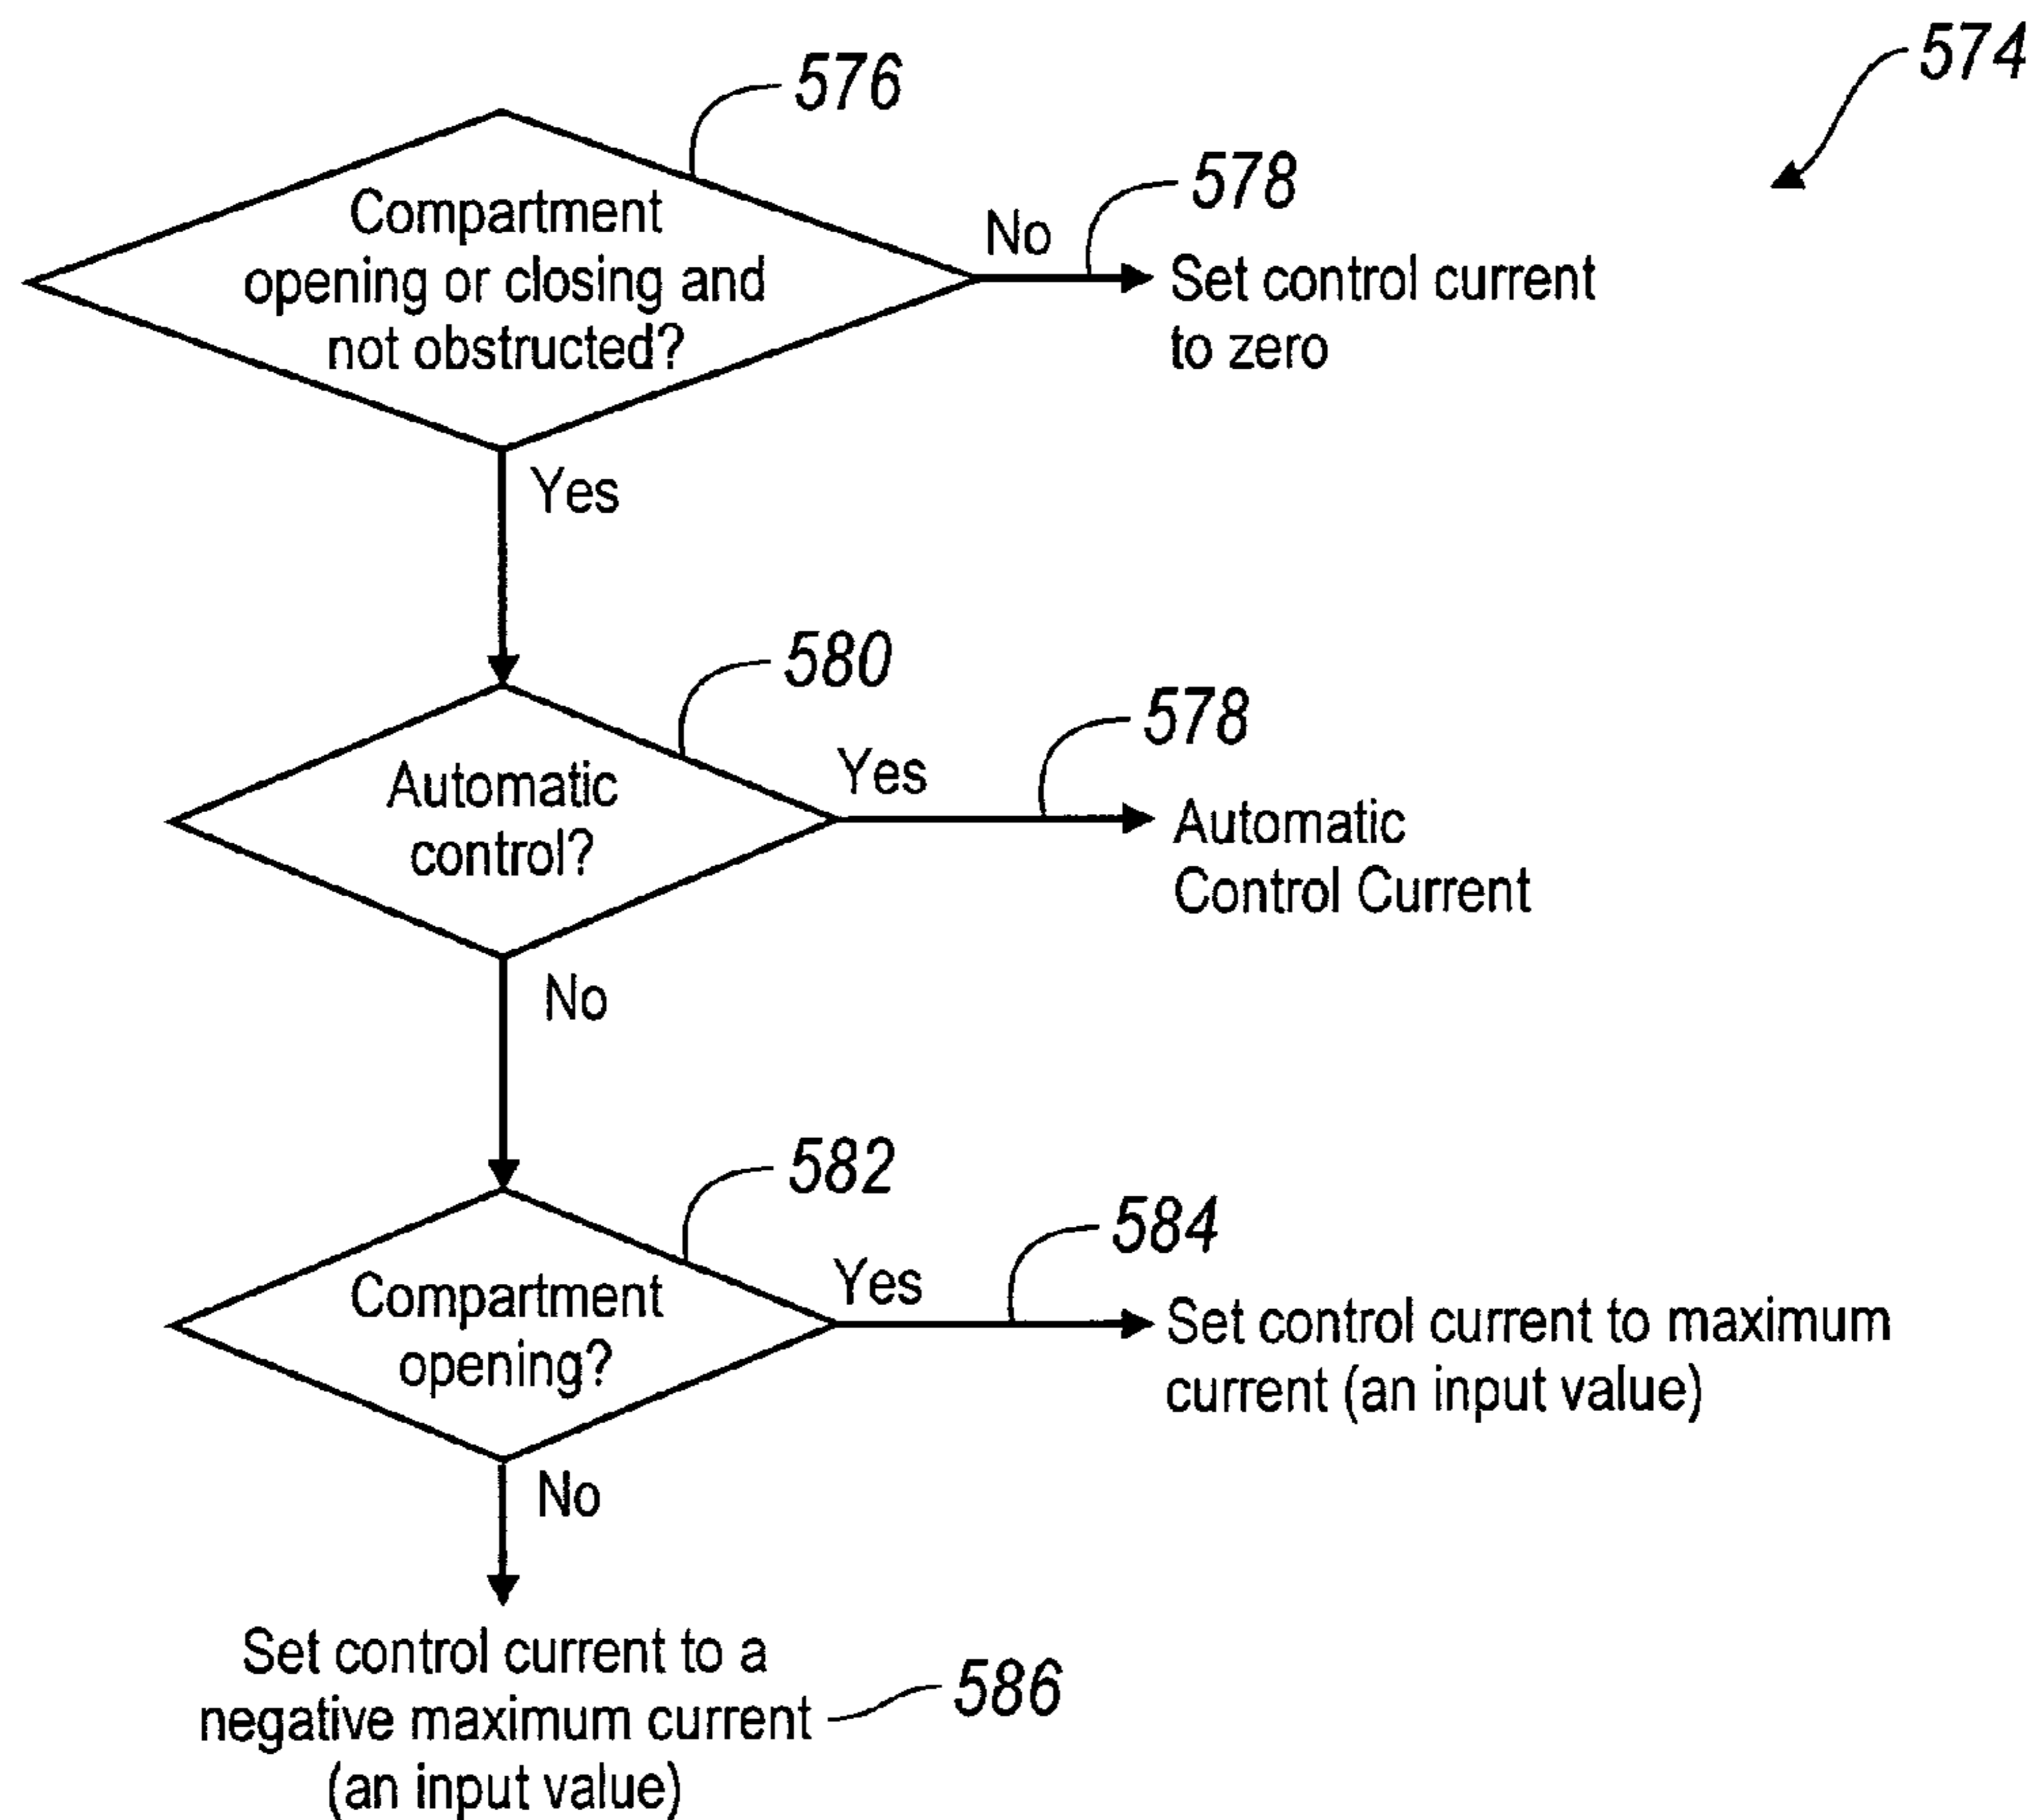 574
576
Compartment
opening or closing and
not obstructed?
No
578
Set control current
to zero
Yes
580
Automatic
control?
Yes
578
Automatic
Control Current
No
582
Compartment
opening?
Yes
584
Set control current to maximum
current (an input value)
No
Set control current to a
negative maximum current
(an input value)
586